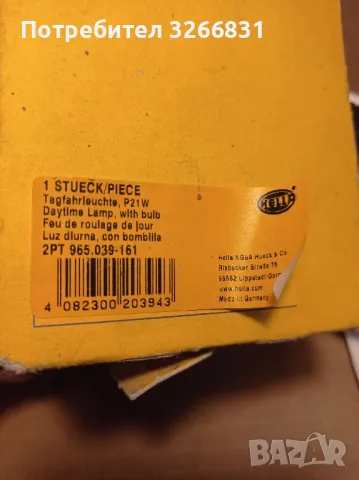 Потребител 3266831
1 STUECK/PIECE
Tagfahrleuchte, P21W
Daytime Lamp, with bulb
Feu de roulage de jour
Luz diurna, con bombilla
2PT 965.039-161
HELLA
Hella KGaA Hueck & Co
Rixbecker Straße 75
59552 Lippstadt/German
www.hella.com
Made in Germany
4 082300 203943
BAZAR